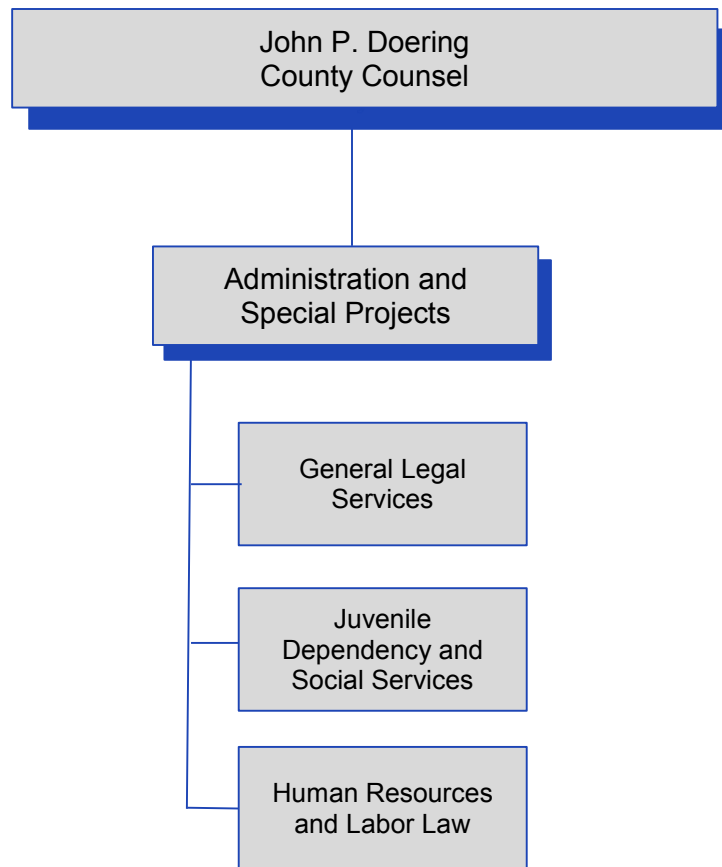 John P. Doering
County Counsel
Administration and
Special Projects
General Legal
Services
Juvenile
Dependency and
Social Services
Human Resources
and Labor Law